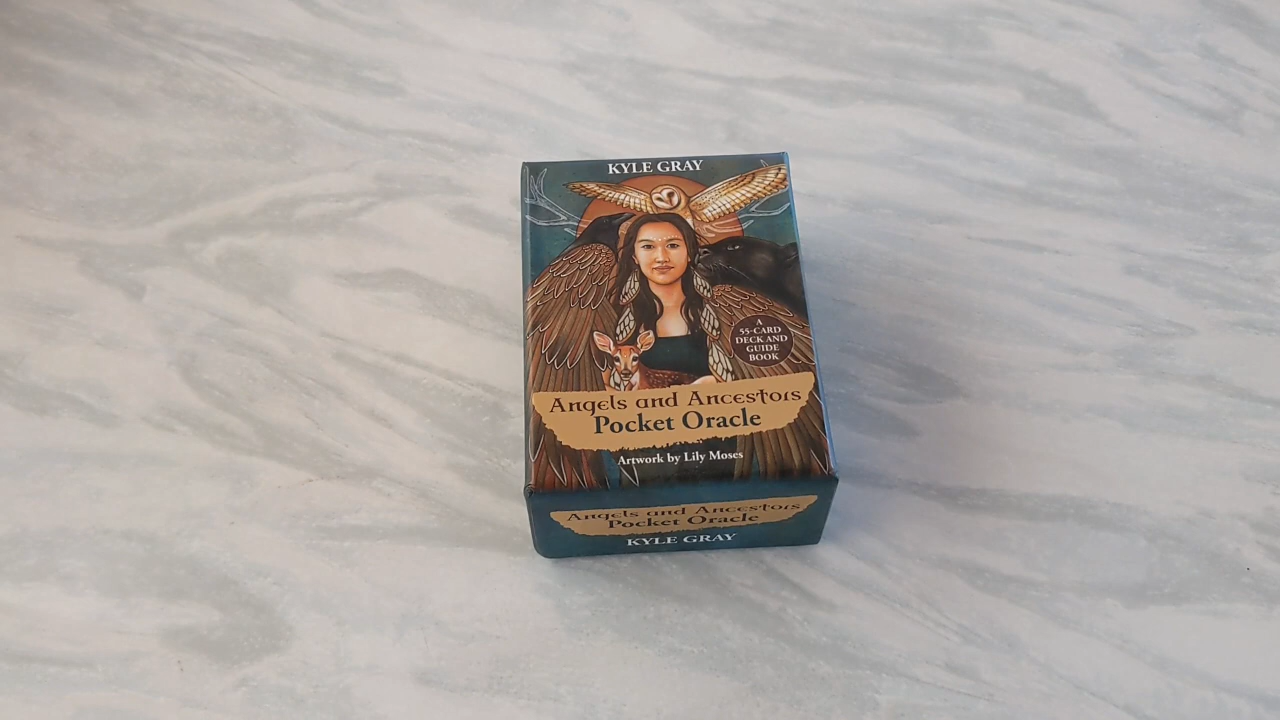 KYLE GRAY
A
55-CARD
DECK AND
GUIDE
BOOK
Angels and Ancestors
Pocket Oracle
Artwork by Lily Moses
Angels and Ancestors
Pocket Oracle
KYLE GRAY